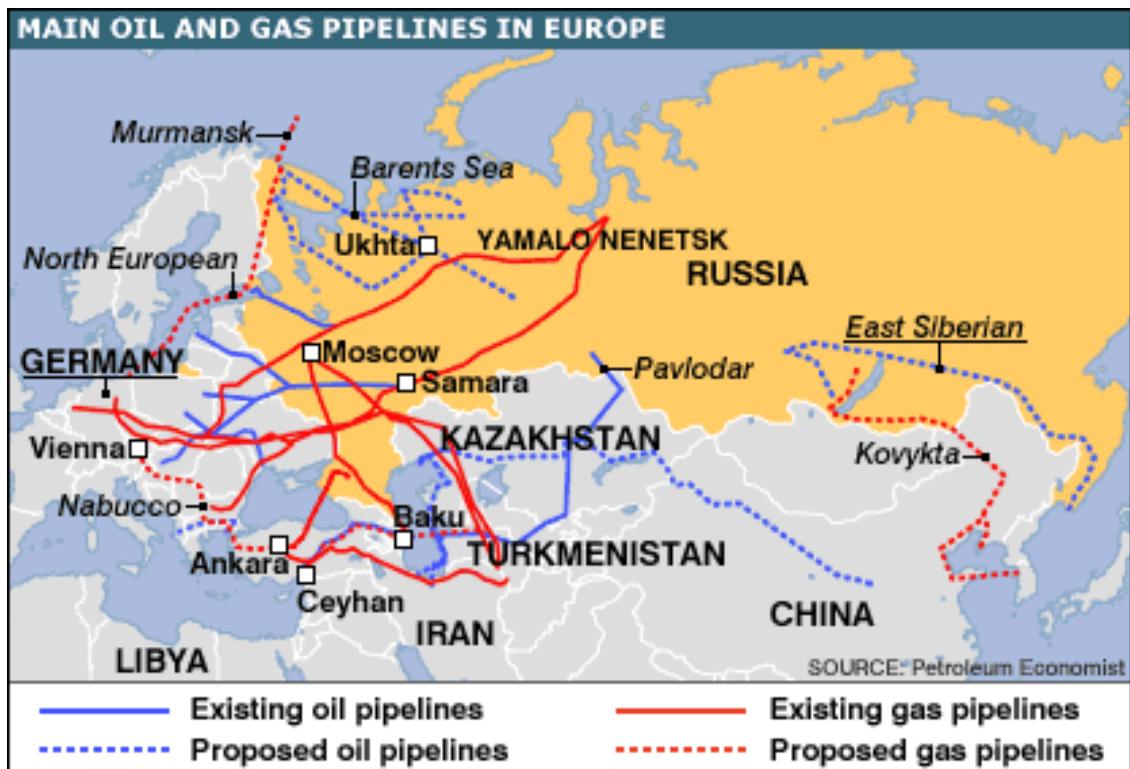 MAIN OIL AND GAS PIPELINES IN EUROPE
Murmansk
Barents Sea
Ukhta
YAMALO NENETSK
North European
RUSSIA
East Siberian
GERMANY
Moscow
Pavlodar
Samara
Vienna
KAZAKHSTAN
Kovykta
Nabucco
Baku
Ankara
TURKMENISTAN
Ceyhan
CHINA
IRAN
LIBYA
SOURCE: Petroleum Economist
Existing oil pipelines
Existing gas pipelines
Proposed oil pipelines
Proposed gas pipelines